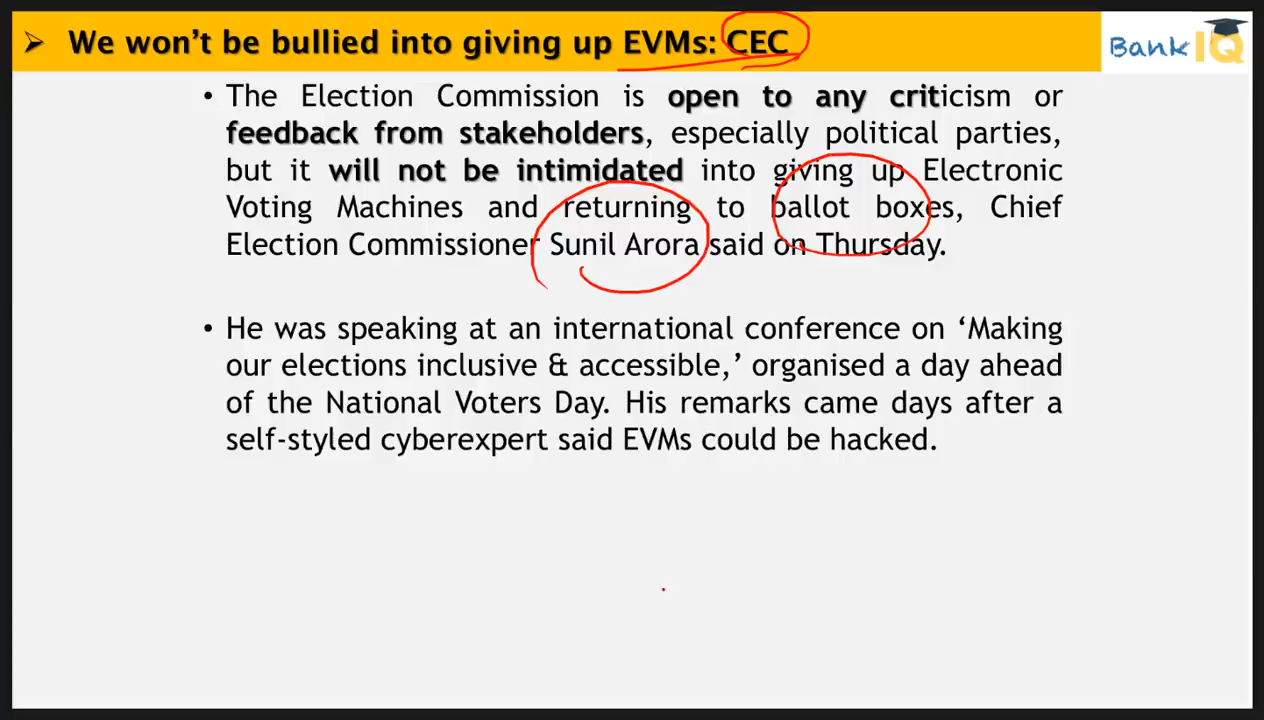 We won't be bullied into giving up EVMs: CEC
Bank IQ
• The Election Commission is open to any criticism or
feedback from stakeholders, especially political parties,
but it will not be intimidated into giving up Electronic
Voting Machines and returning to ballot boxes, Chief
Election Commissioner Sunil Arora said on Thursday.
• He was speaking at an international conference on ‘Making
our elections inclusive & accessible,’ organised a day ahead
of the National Voters Day. His remarks came days after a
self-styled cyberexpert said EVMs could be hacked.